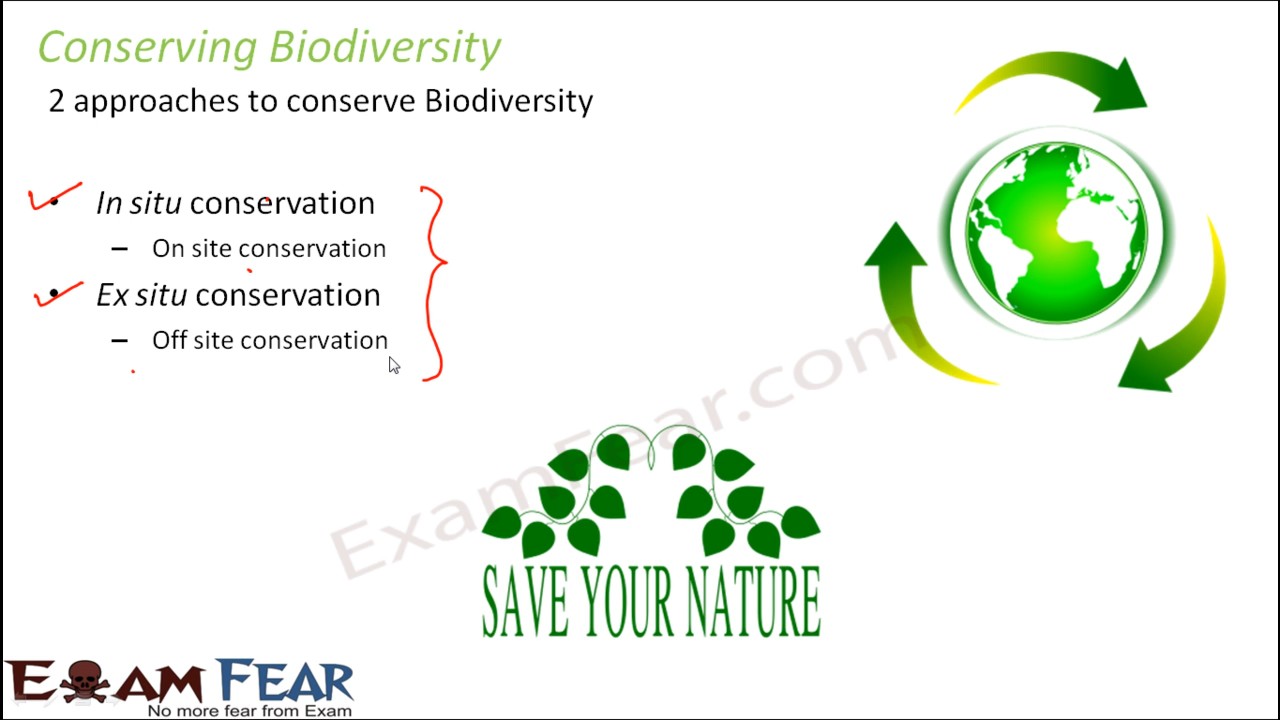 Conserving Biodiversity
2 approaches to conserve Biodiversity
• In situ conservation
– On site conservation
• Ex situ conservation
– Off site conservation
ExamFear.com
SAVE YOUR NATURE
EXAM FEAR
No more fear from Exam